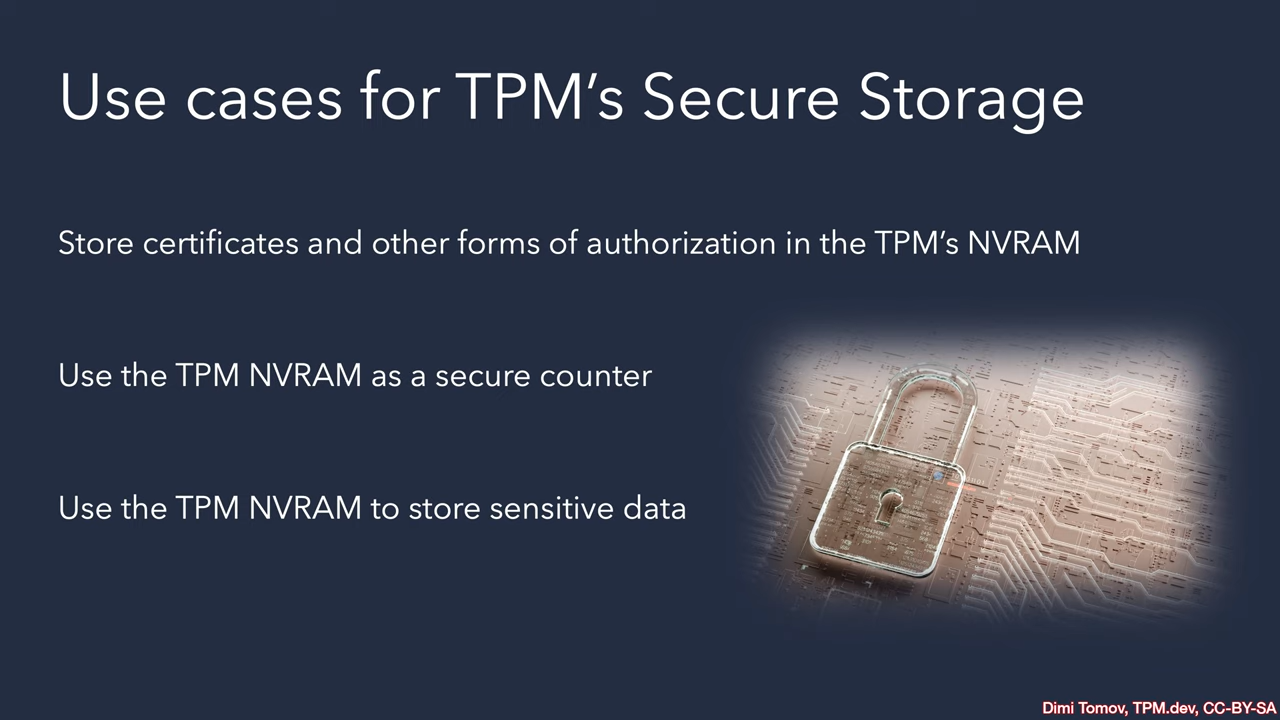 Use cases for TPM’s Secure Storage
Store certificates and other forms of authorization in the TPM’s NVRAM
Use the TPM NVRAM as a secure counter
Use the TPM NVRAM to store sensitive data
Dimi Tomov, TPM.dev, CC-BY-SA